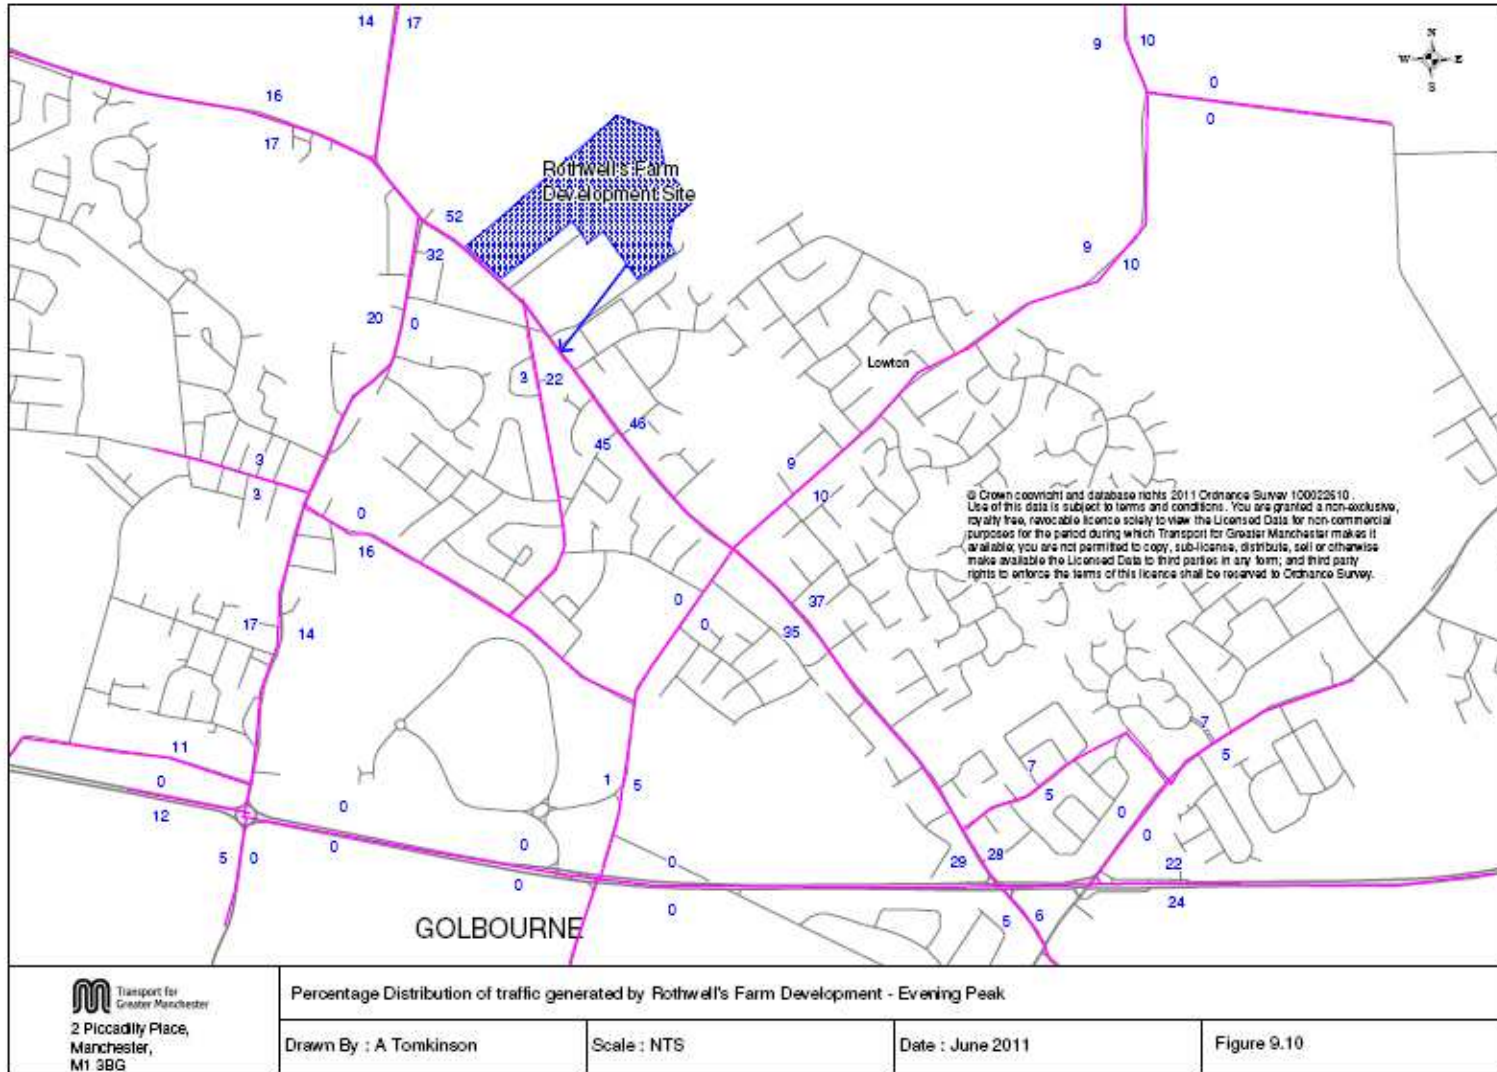 14
17
9
10
N
W
E
S
0
0
16
17
Rothwell's Farm
Development Site
52
32
9
10
20
0
3
22
Lowton
46
45
3
3
9
10
0
16
© Crown copyright and database rights 2011 Ordnance Survey 100022610 .
Use of this data is subject to terms and conditions. You are granted a non-exclusive,
royalty free, revocable licence solely to view the Licensed Data for non-commercial
purposes for the period during which Transport for Greater Manchester makes it
available; you are not permitted to copy, sub-license, distribute, sell or otherwise
make available the Licensed Data to third parties in any form; and third party
rights to enforce the terms of this licence shall be reserved to Ordnance Survey.
0
0
37
35
17
14
11
0
12
0
0
1
5
7
5
7
5
0
0
5
0
0
0
0
0
29
28
22
24
5
6
GOLBOURNE
Transport for
Greater Manchester
2 Piccadilly Place,
Manchester,
M1 3BG
Percentage Distribution of traffic generated by Rothwell's Farm Development - Evening Peak
Drawn By : A Tomkinson
Scale : NTS
Date : June 2011
Figure 9.10